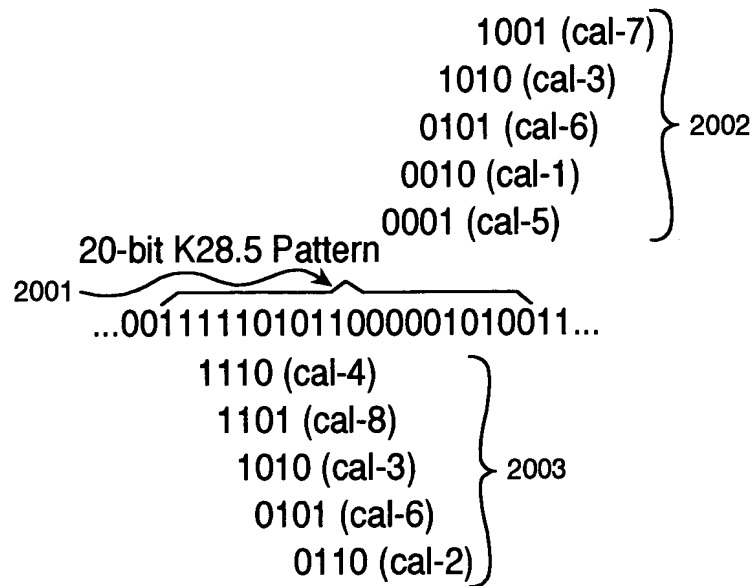 1001 (cal-7)
1010 (cal-3)
0101 (cal-6)
2002
0010 (cal-1)
0001 (cal-5)
20-bit K28.5 Pattern
2001
...001111101011000001010011...
1110 (cal-4)
1101 (cal-8)
1010 (cal-3)
2003
0101 (cal-6)
0110 (cal-2)